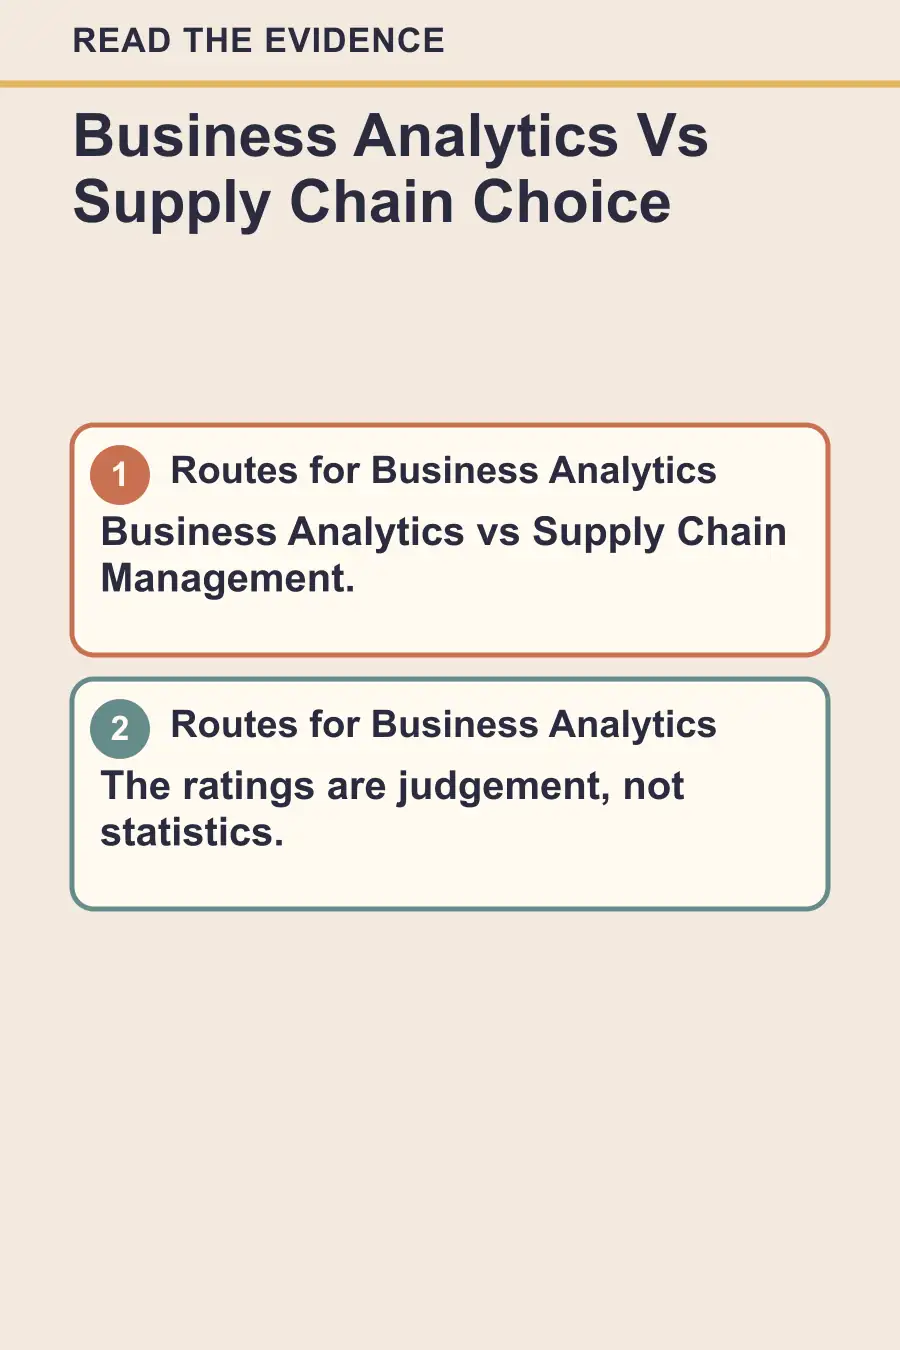 READ THE EVIDENCE
Business Analytics Vs
Supply Chain Choice
1 Routes for Business Analytics
Business Analytics vs Supply Chain
Management.
2 Routes for Business Analytics
The ratings are judgement, not
statistics.